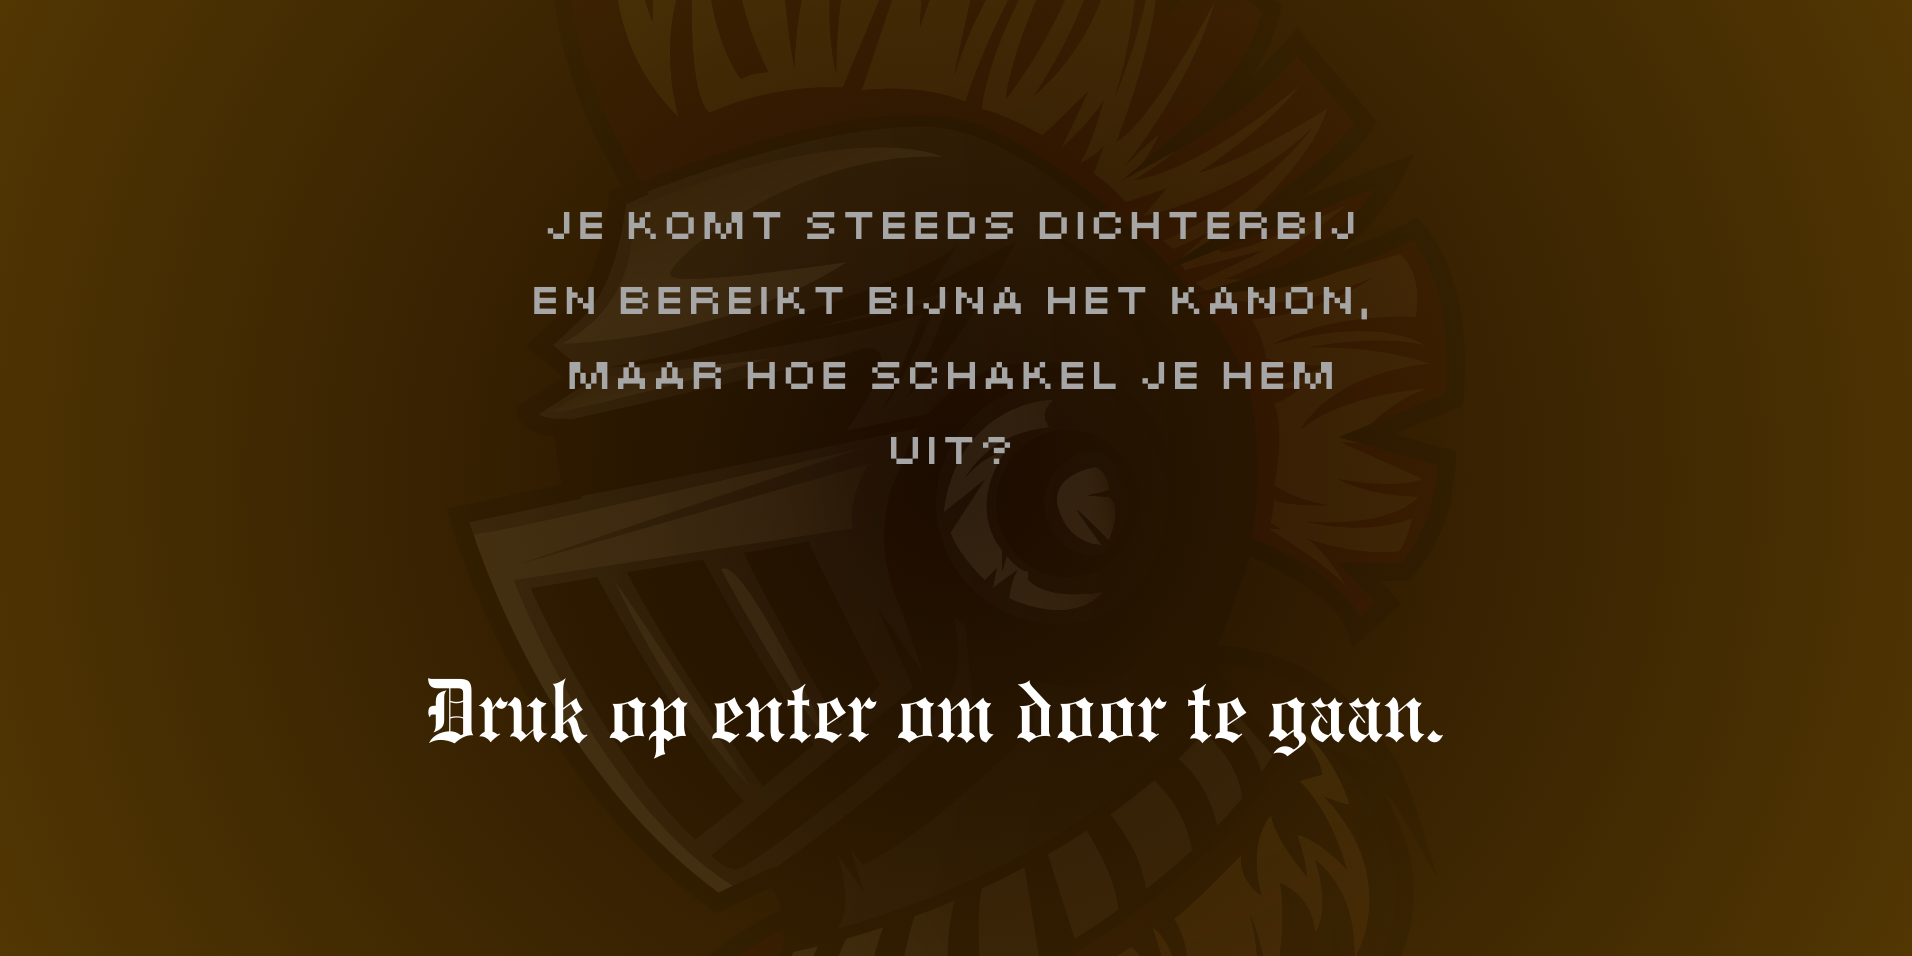 JE KOMT STEEDS DICHTERBIJ
EN BEREIKT BIJNA HET KANON,
MAAR HOE SCHAKEL JE HEM
UIT?
Druk op enter om door te gaan.